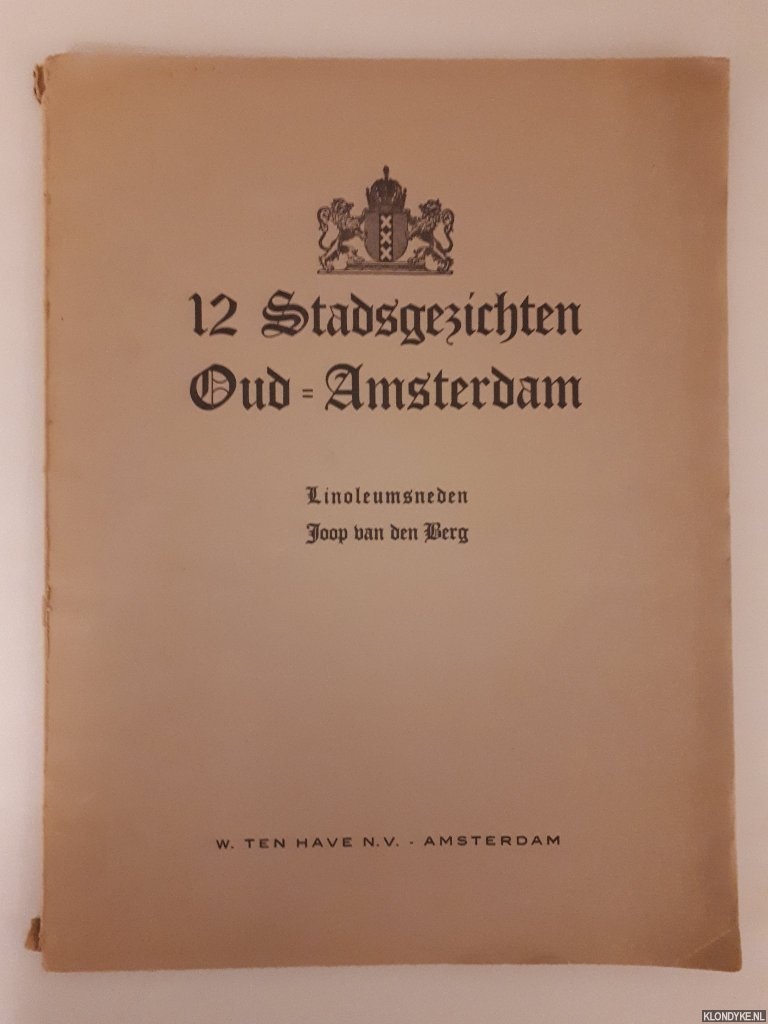 12 Stadsgezichten
Oud = Amsterdam
Linoleumsneden
Joop van den Berg
W. TEN HAVE N.V. - AMSTERDAM
KLONDYKE.NL